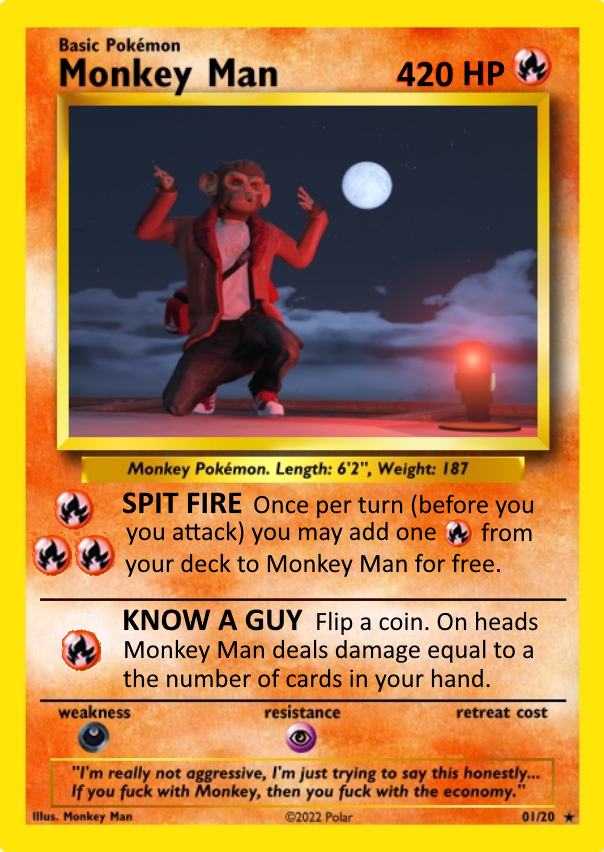 Basic Pokémon
Monkey Man 420 HP
Monkey Pokémon. Length: 6'2", Weight: 187
SPIT FIRE Once per turn (before you
you attack) you may add one from
your deck to Monkey Man for free.
KNOW A GUY Flip a coin. On heads
Monkey Man deals damage equal to a
the number of cards in your hand.
weakness resistance retreat cost
"I'm really not aggressive, I'm just trying to say this honestly...
If you fuck with Monkey, then you fuck with the economy."
Illus. Monkey Man ©2022 Polar 01/20 ★